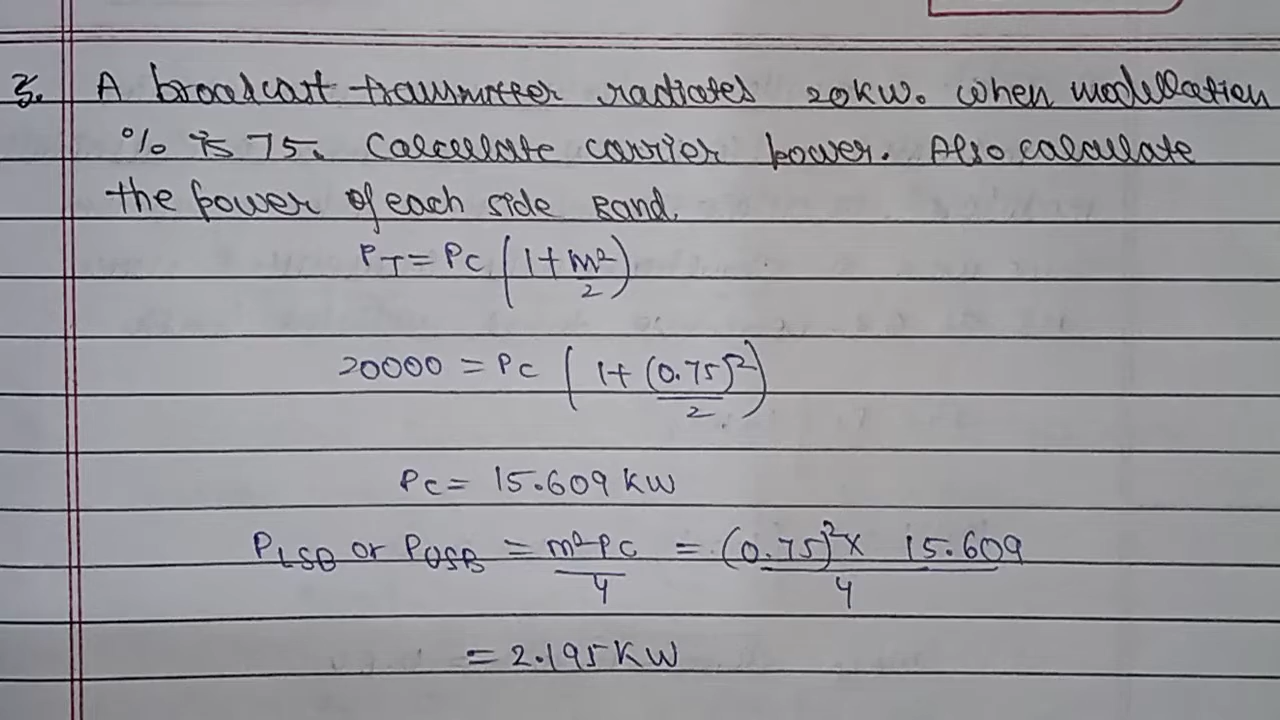 3. A broadcast transmitter radiates 20KW. When modullation
% is 75. Calculate carrier power. Also calculate
the power of each side Band.
PT = PC (1 + m²/2)
20000 = PC (1 + (0.75)²/2)
PC = 15.609 KW
PLSB or PUSB = m²PC/4 = (0.75)² x 15.609/4
= 2.195 KW